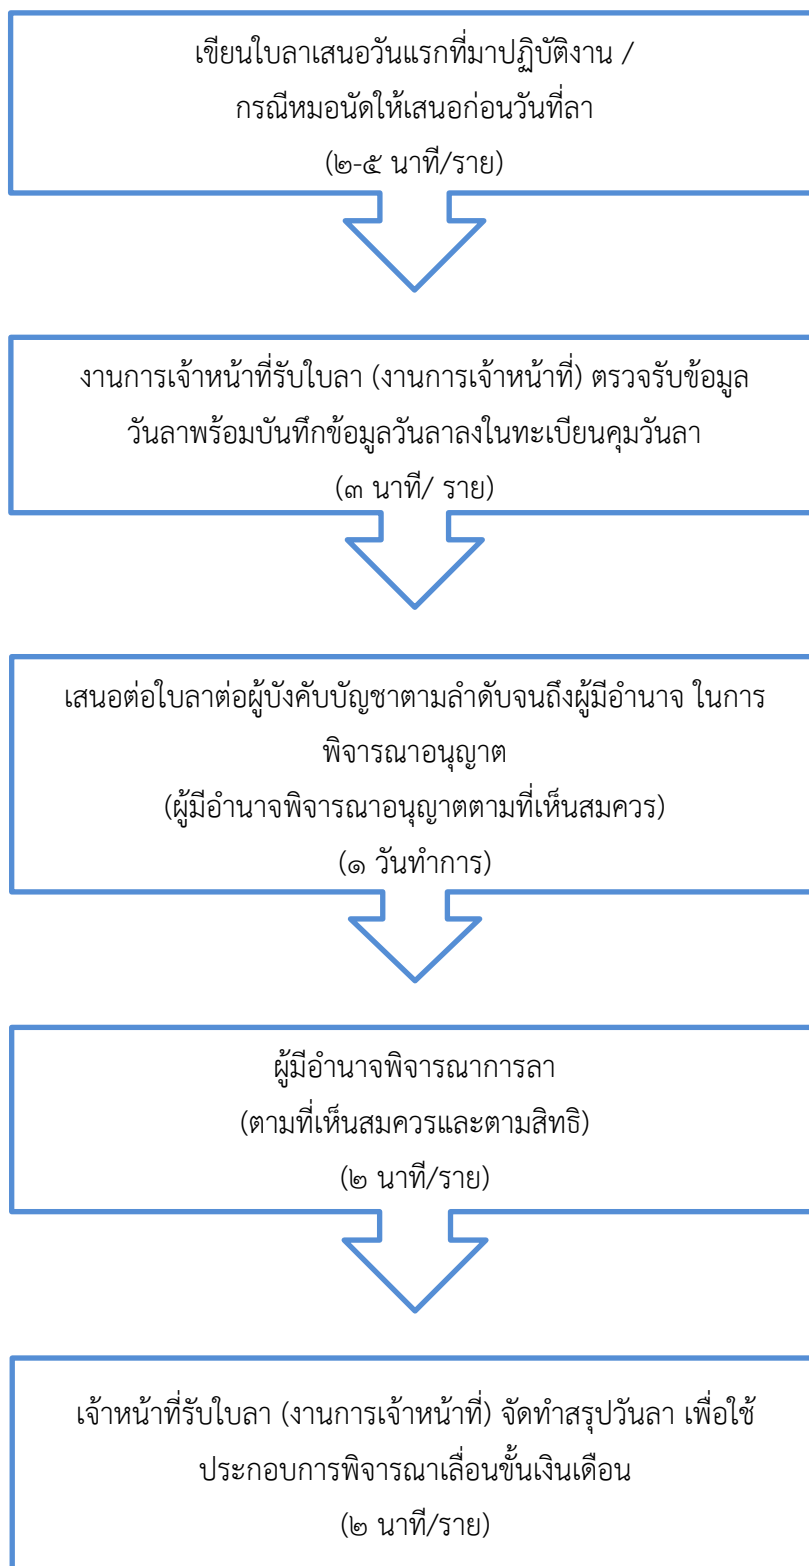 เขียนใบลาเสนอวันแรกที่มาปฏิบัติงาน /
กรณีหมอนัดให้เสนอก่อนวันที่ลา
(๒-๕ นาที/ราย)
งานการเจ้าหน้าที่รับใบลา (งานการเจ้าหน้าที่) ตรวจรับข้อมูล
วันลาพร้อมบันทึกข้อมูลวันลาลงในทะเบียนคุมวันลา
(๓ นาที/ ราย)
เสนอต่อใบลาต่อผู้บังคับบัญชาตามลำดับจนถึงผู้มีอำนาจ ในการ
พิจารณาอนุญาต
(ผู้มีอำนาจพิจารณาอนุญาตตามที่เห็นสมควร)
(๑ วันทำการ)
ผู้มีอำนาจพิจารณาการลา
(ตามที่เห็นสมควรและตามสิทธิ)
(๒ นาที/ราย)
เจ้าหน้าที่รับใบลา (งานการเจ้าหน้าที่) จัดทำสรุปวันลา เพื่อใช้
ประกอบการพิจารณาเลื่อนขั้นเงินเดือน
(๒ นาที/ราย)